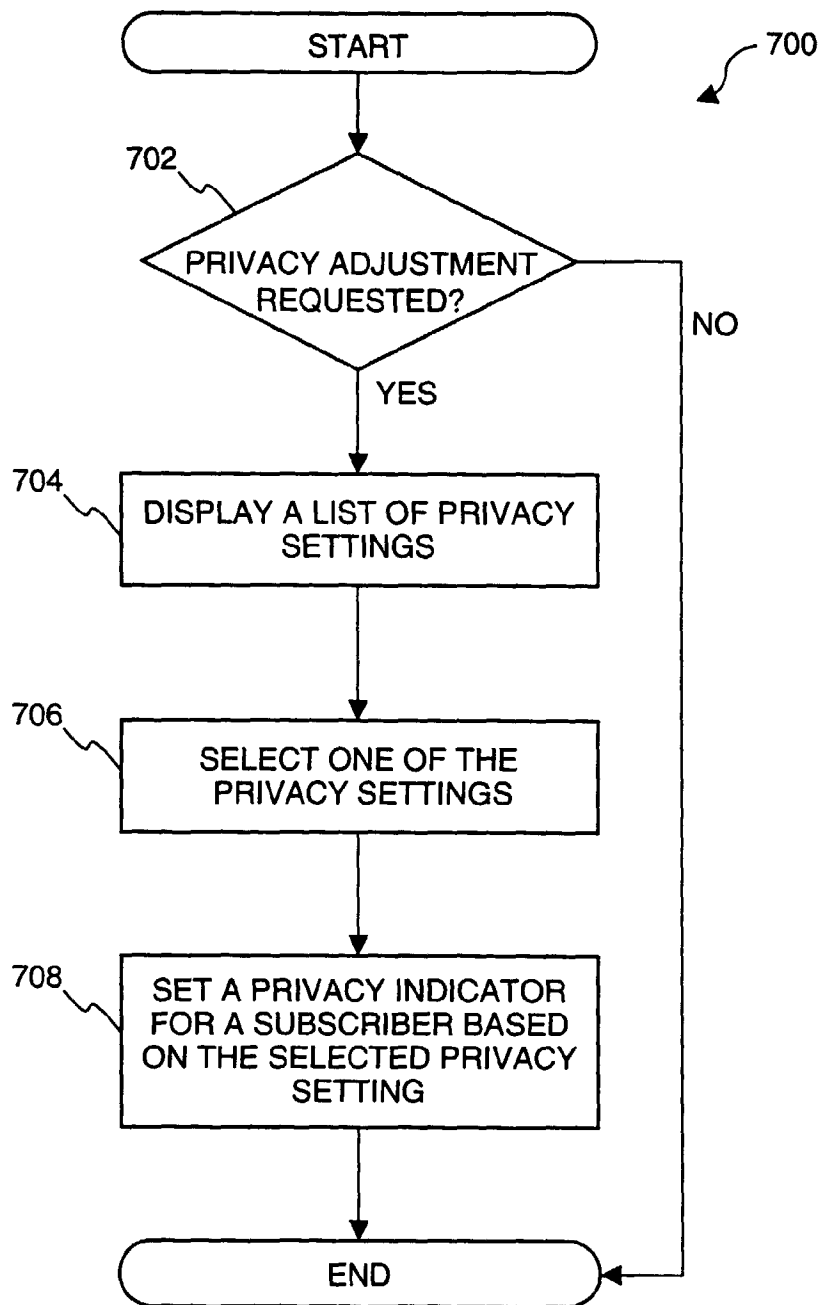 START
700
702
PRIVACY ADJUSTMENT
REQUESTED?
NO
YES
704
DISPLAY A LIST OF PRIVACY
SETTINGS
706
SELECT ONE OF THE
PRIVACY SETTINGS
708
SET A PRIVACY INDICATOR
FOR A SUBSCRIBER BASED
ON THE SELECTED PRIVACY
SETTING
END